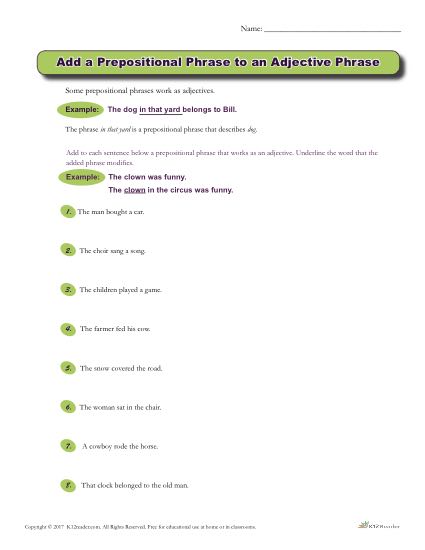 Name: ______________________________
Add a Prepositional Phrase to an Adjective Phrase
Some prepositional phrases work as adjectives.
Example: The dog in that yard belongs to Bill.
The phrase in that yard is a prepositional phrase that describes dog.
Add to each sentence below a prepositional phrase that works as an adjective. Underline the word that the
added phrase modifies.
Example: The clown was funny.
The clown in the circus was funny.
1. The man bought a car.
2. The choir sang a song.
3. The children played a game.
4. The farmer fed his cow.
5. The snow covered the road.
6. The woman sat in the chair.
7. A cowboy rode the horse.
8. That clock belonged to the old man.
Copyright © 2017 K12reader.com. All Rights Reserved. Free for educational use at home or in classrooms.
K12Reader